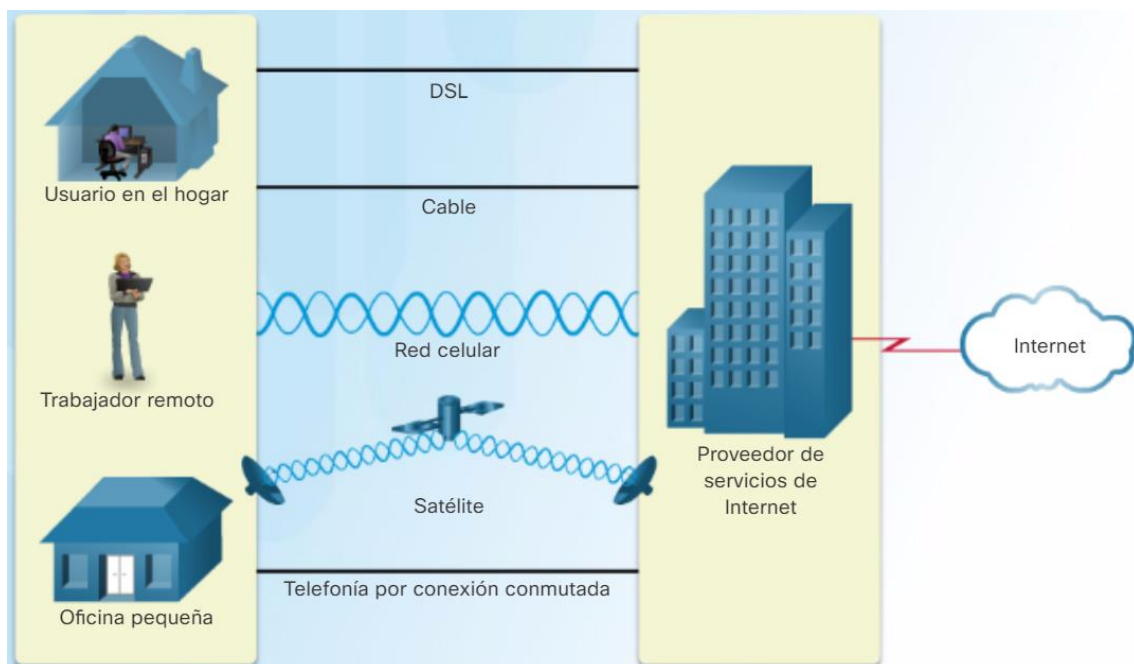 Usuario en el hogar
Trabajador remoto
Oficina pequeña
DSL
Cable
Red celular
Satélite
Telefonía por conexión conmutada
Proveedor de
servicios de
Internet
Internet